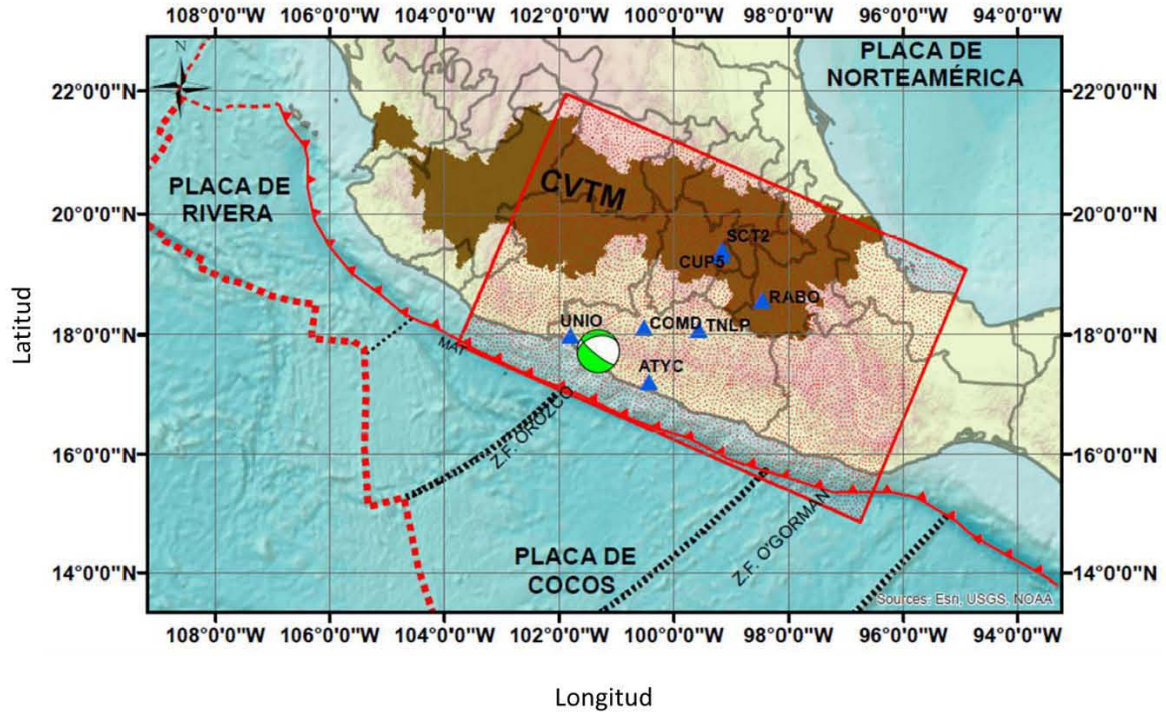 108°0'0"W 106°0'0"W 104°0'0"W 102°0'0"W 100°0'0"W 98°0'0"W 96°0'0"W 94°0'0"W
N
PLACA DE
NORTEAMÉRICA
22°0'0"N 22°0'0"N
PLACA DE
RIVERA
CVTM
20°0'0"N 20°0'0"N
SCT2
CUP5
RABO
UNIO
COMD
TNLP
18°0'0"N 18°0'0"N
MAT
ATYC
Z.F. OROZCO
16°0'0"N 16°0'0"N
Z.F. O'GORMAN
PLACA DE
COCOS
14°0'0"N 14°0'0"N
Sources: Esri, USGS, NOAA
108°0'0"W 106°0'0"W 104°0'0"W 102°0'0"W 100°0'0"W 98°0'0"W 96°0'0"W 94°0'0"W
Latitud
Longitud